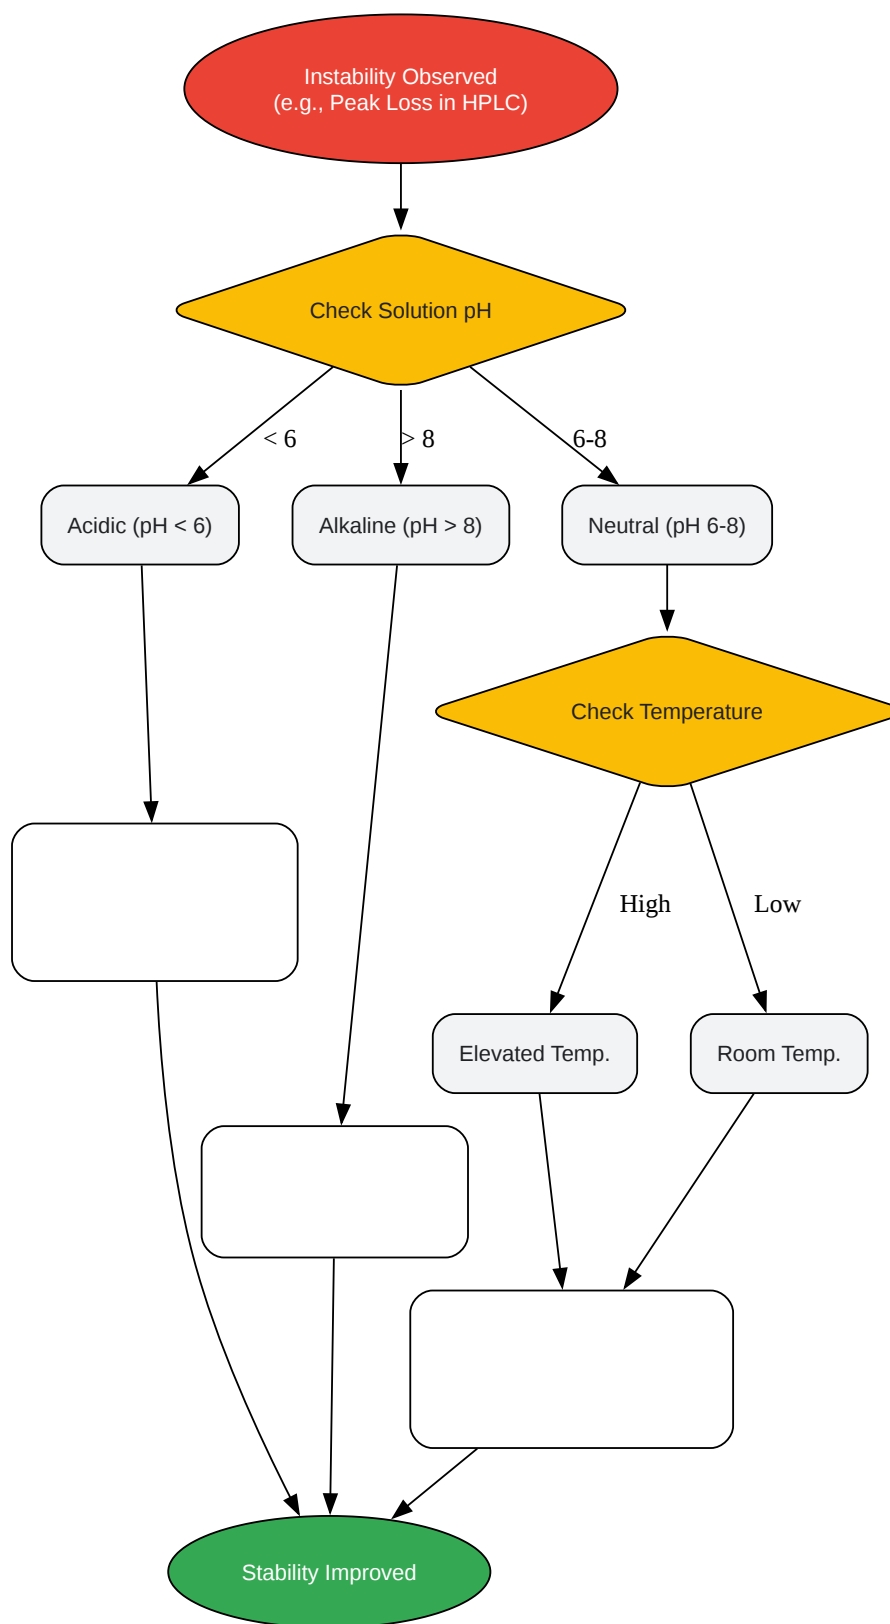 Instability Observed
(e.g., Peak Loss in HPLC)
Check Solution pH
< 6
> 8
6-8
Acidic (pH < 6)
Alkaline (pH > 8)
Neutral (pH 6-8)
Check Temperature
High
Low
Elevated Temp.
Room Temp.
Stability Improved